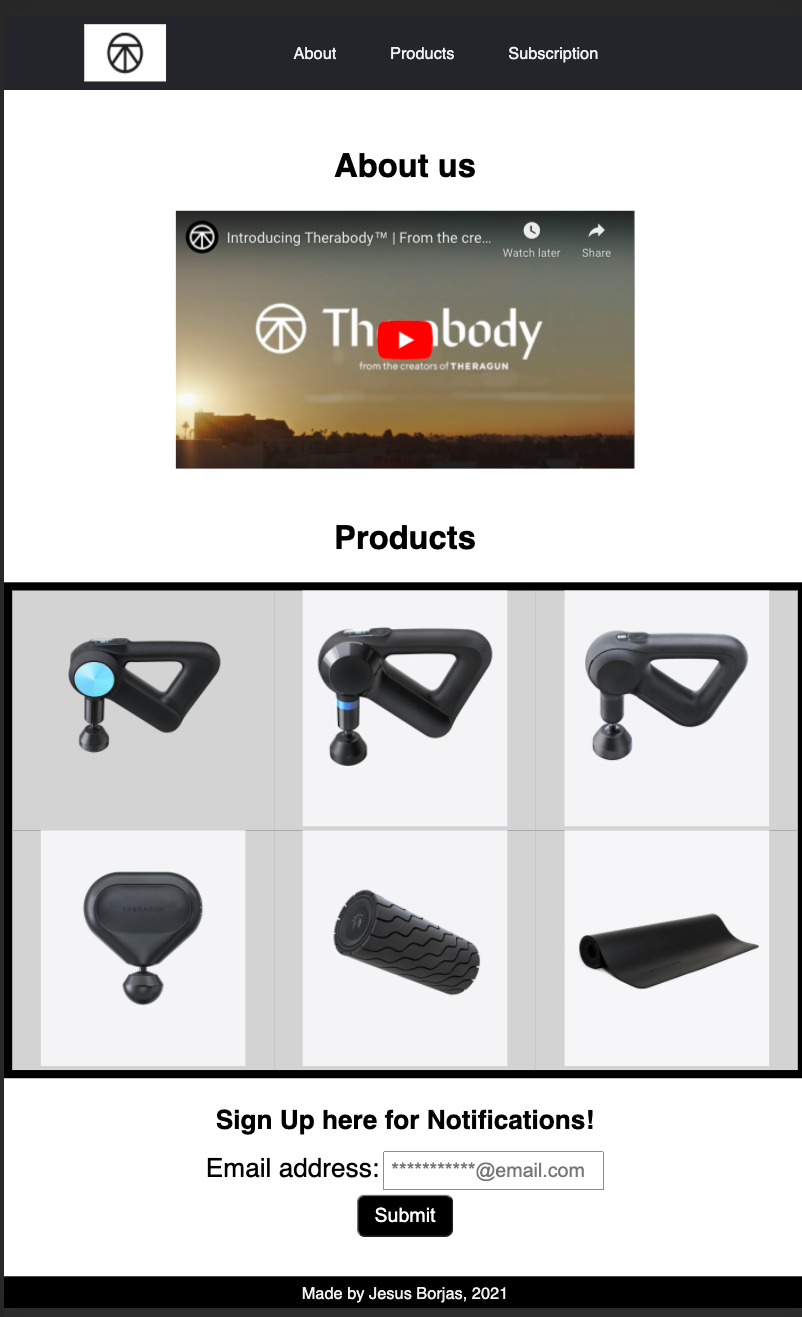 About Products Subscription
About us
Introducing Therabody™ | From the cre...
Watch later
Share
from the creators of THERAGUN
Products
THERAGUN
Sign Up here for Notifications!
Email address: ***********@email.com
Submit
Made by Jesus Borjas, 2021